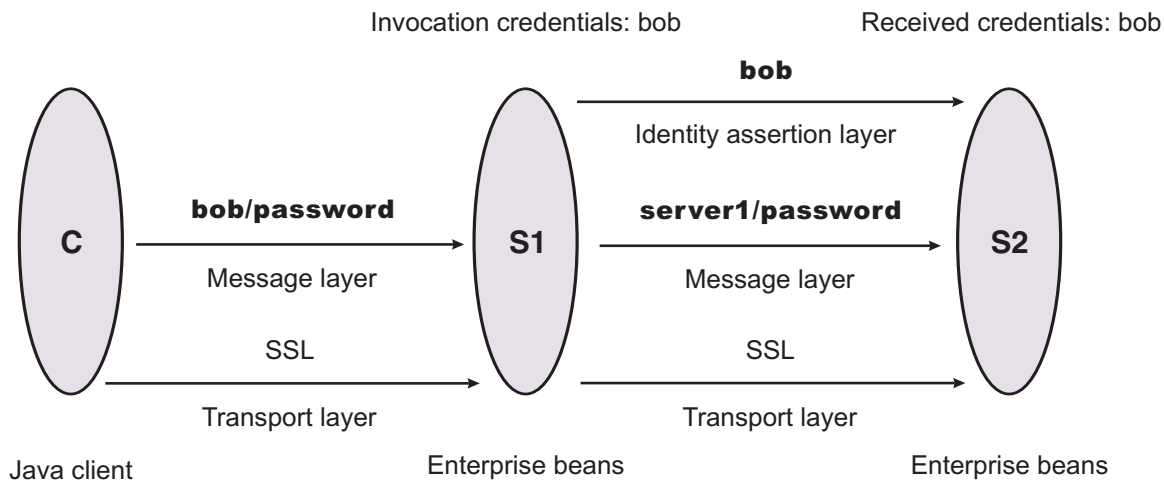 Invocation credentials: bob
Received credentials: bob
bob
Identity assertion layer
bob/password
server1/password
C
S1
S2
Message layer
Message layer
SSL
SSL
Transport layer
Transport layer
Java client
Enterprise beans
Enterprise beans